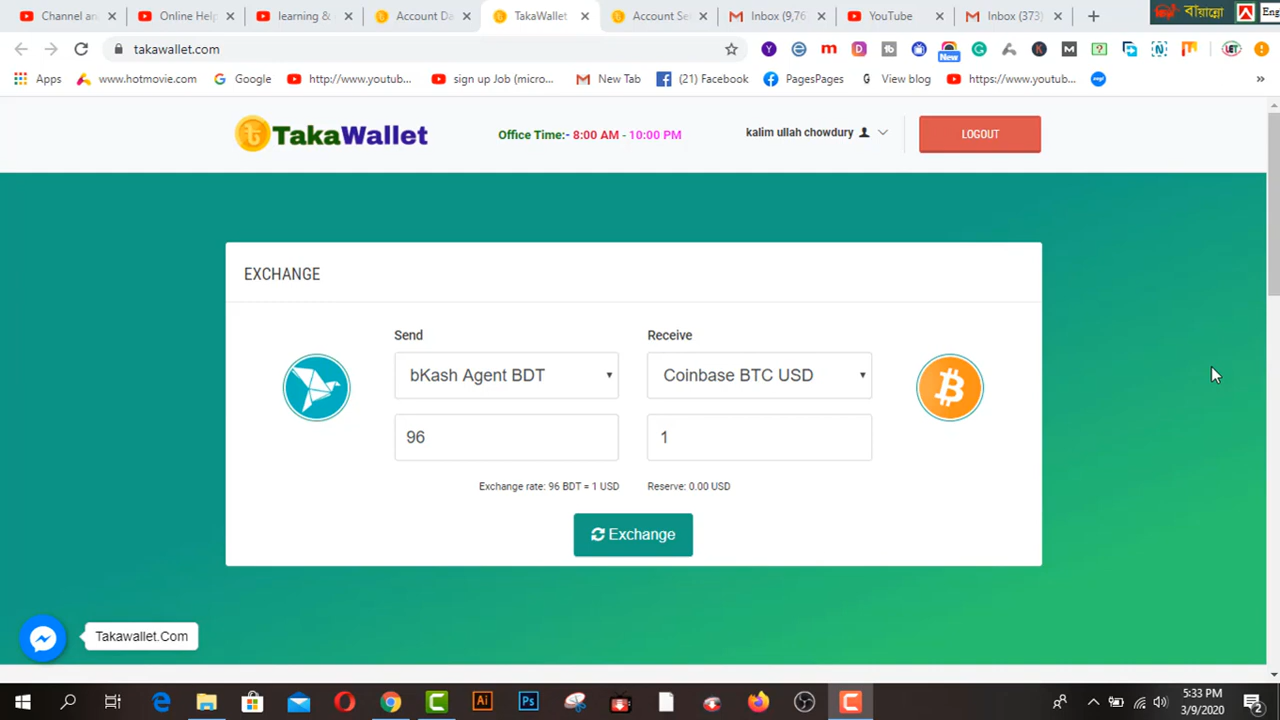 Channel an
Online Help
learning &
Account D
TakaWallet
Account Se
Inbox (9,7
YouTube
Inbox (373)
বায়ান্নো
Eng
takawallet.com
New
Apps
www.hotmovie.com
Google
http://www.youtub...
sign up Job (micro...
New Tab
(21) Facebook
PagesPages
View blog
https://www.youtub...
»
TakaWallet
Office Time:- 8:00 AM - 10:00 PM
kalim ullah chowdury
LOGOUT
EXCHANGE
Send
Receive
bKash Agent BDT
Coinbase BTC USD
96
1
Exchange rate: 96 BDT = 1 USD
Reserve: 0.00 USD
Exchange
Takawallet.Com
5:33 PM
3/9/2020
2